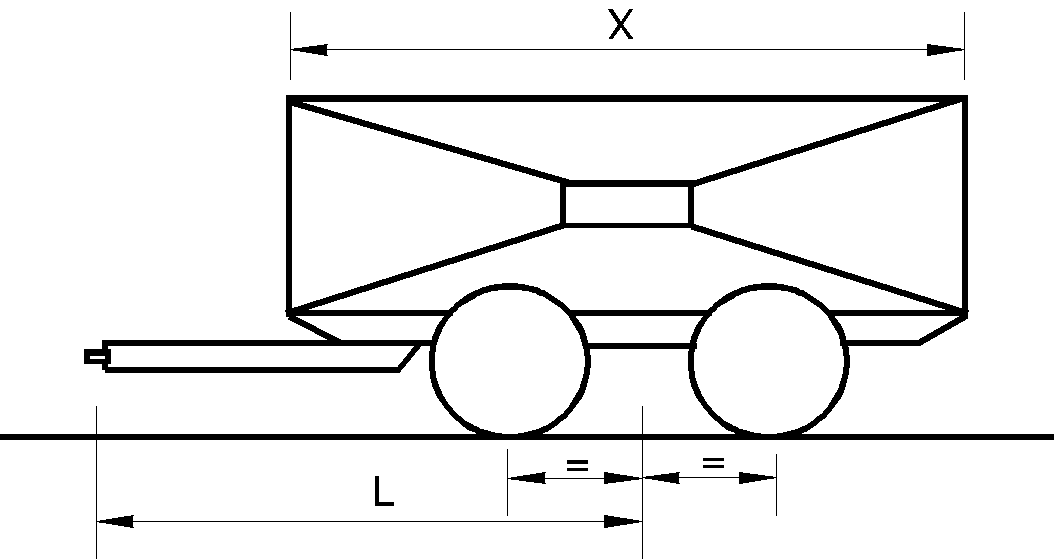 X
= =
L